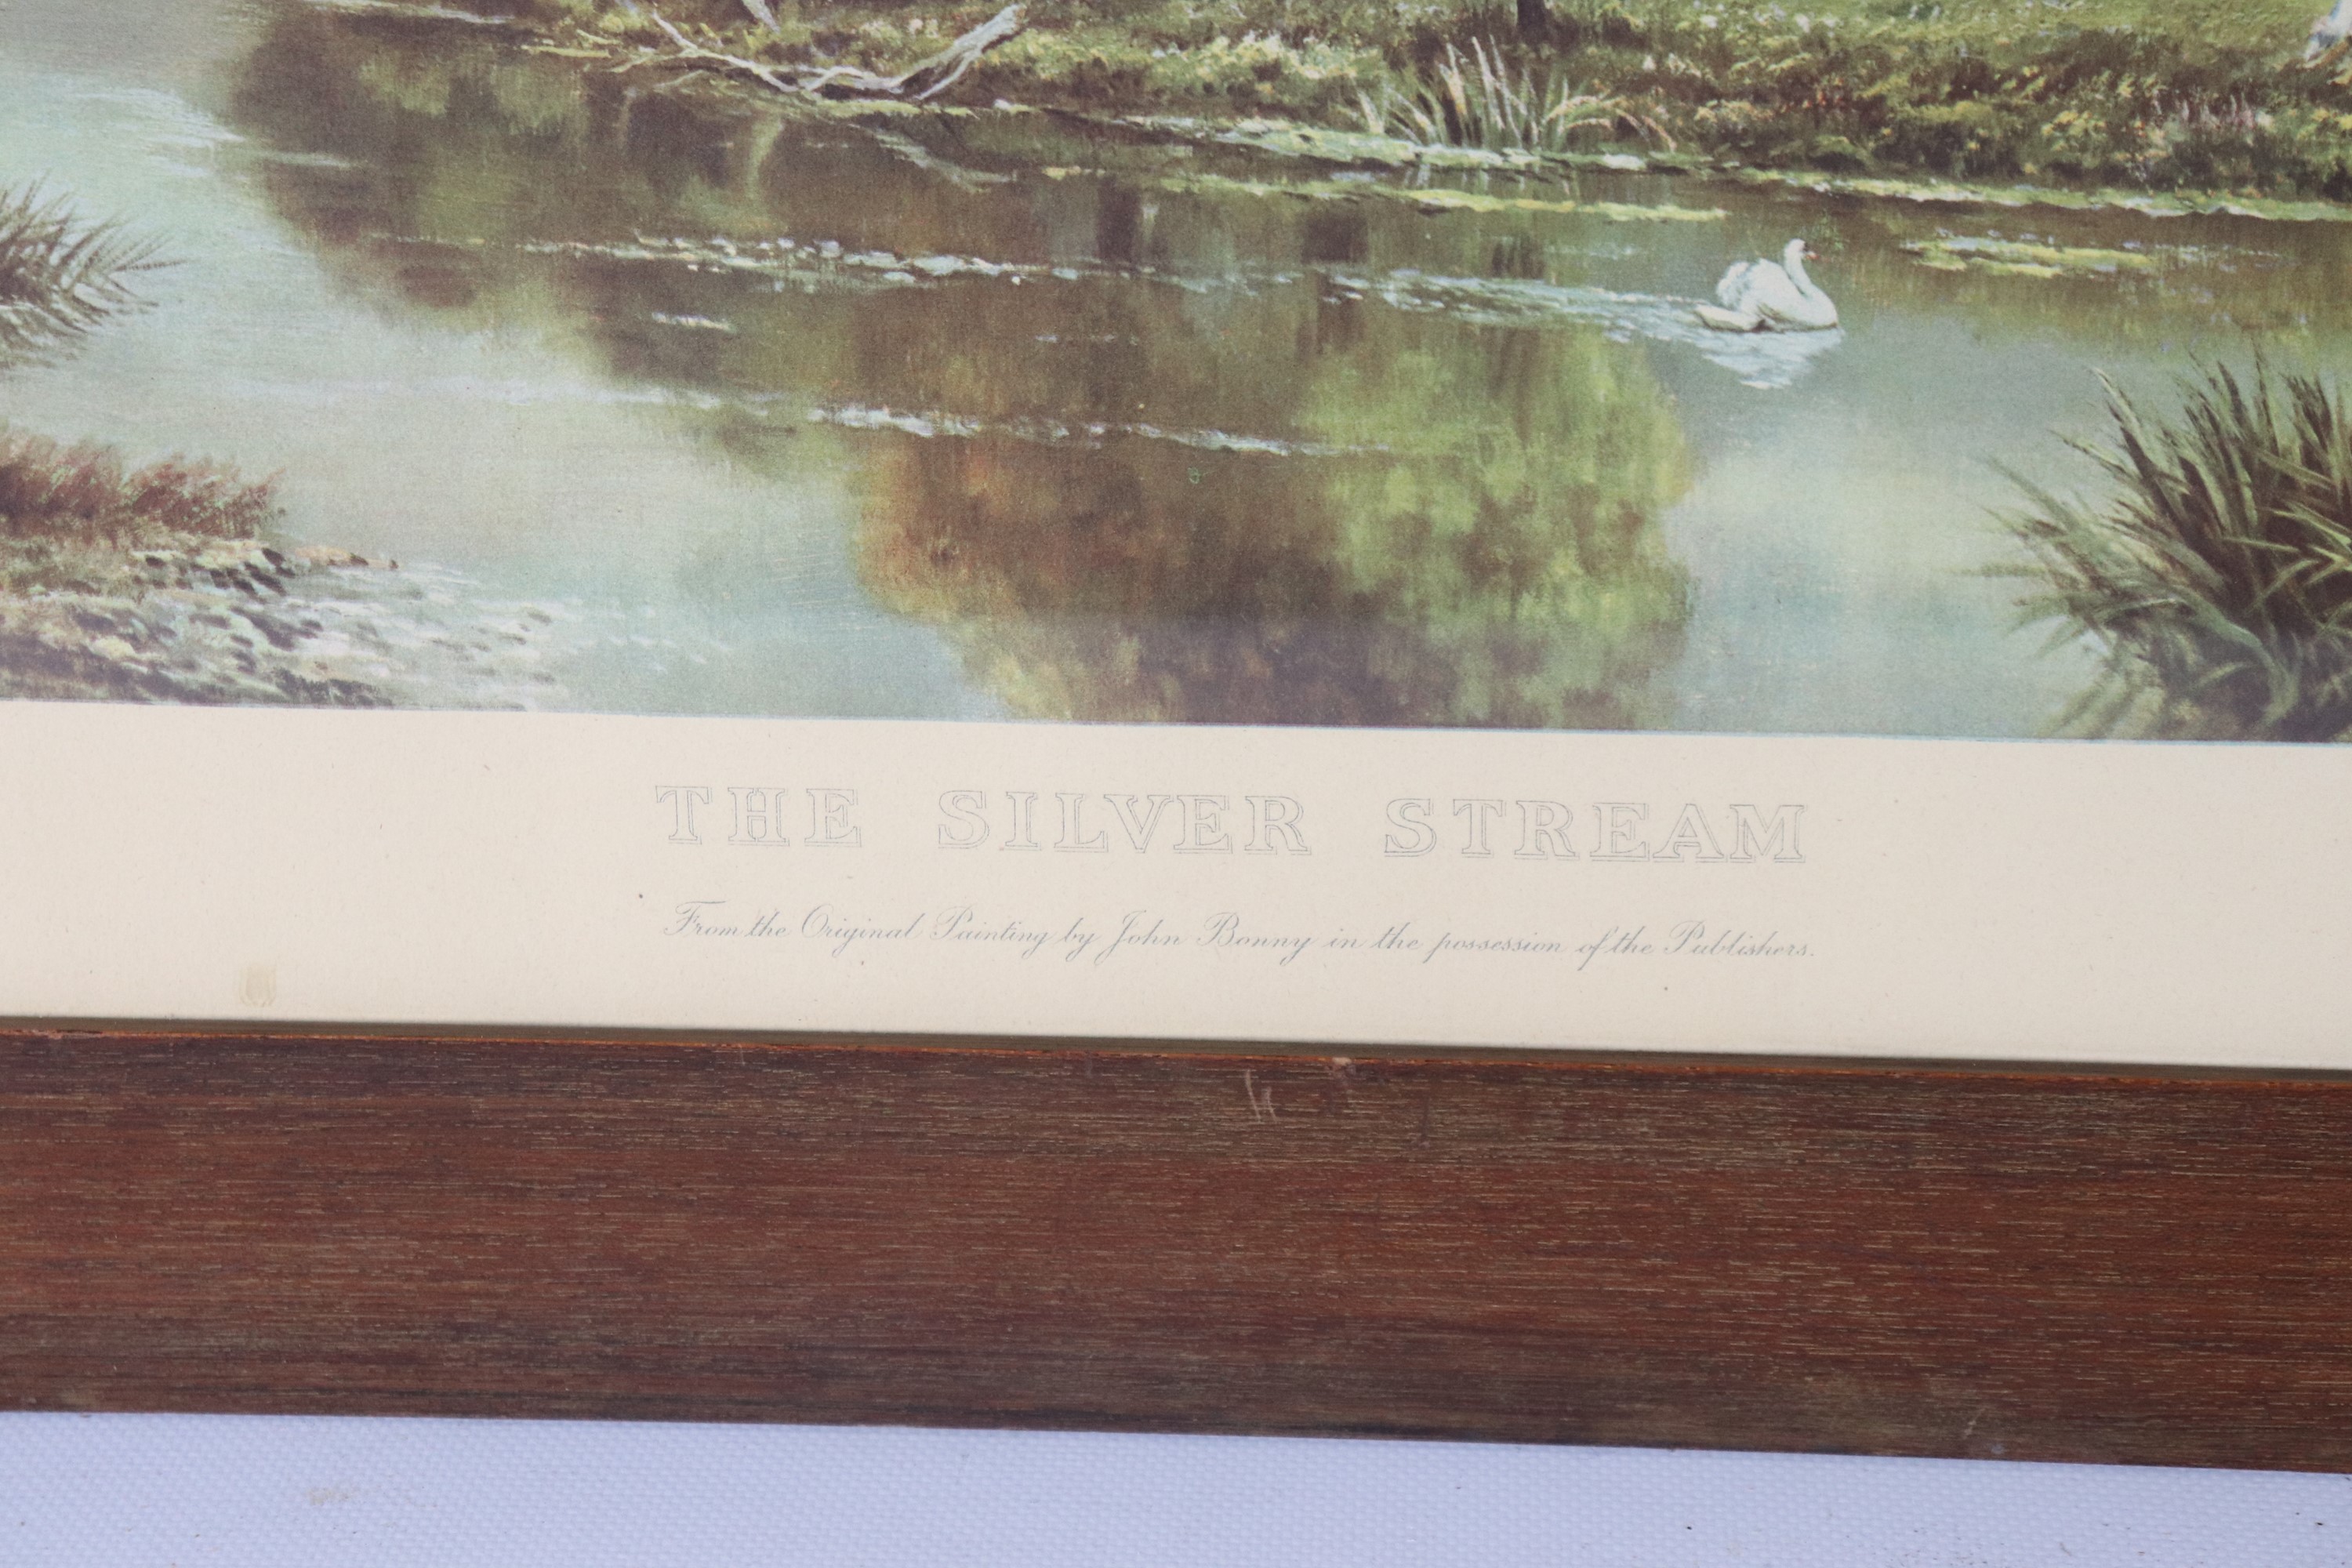 THE SILVER STREAM
From the Original Painting by John Bonny in the possession of the Publishers.